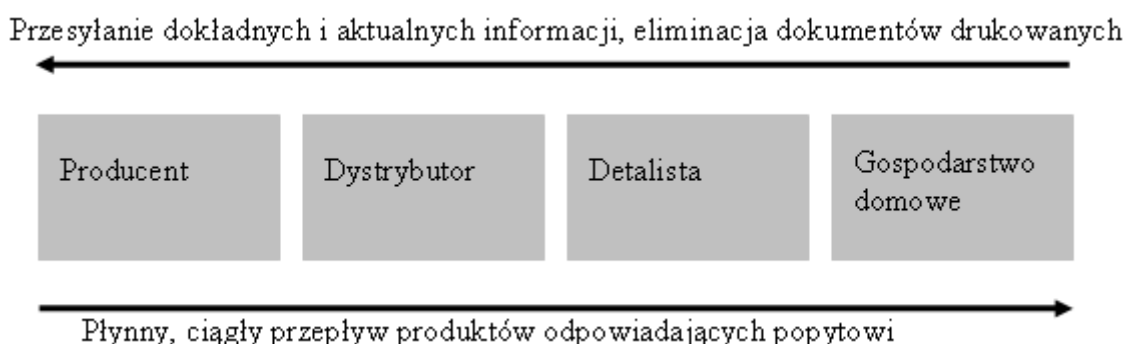 Przesyłanie dokładnych i aktualnych informacji, eliminacja dokumentów drukowanych
Producent
Dystrybutor
Detalista
Gospodarstwo
domowe
Płynny, ciągły przepływ produktów odpowiadających popytowi